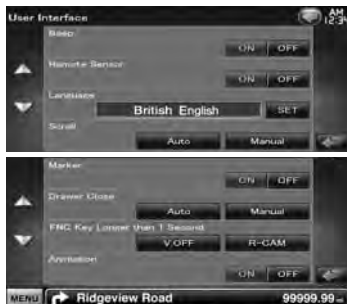 User Interface
AM
12:34
Beep
ON OFF
Remote Sensor
ON OFF
Language
British English SET
Scroll
Auto Manual
Marker
ON OFF
Drawer Close
Auto Manual
FNC Key Longer than 1 Second
V.OFF R-CAM
Animation
ON OFF
MENU Ridgeview Road 99999.99